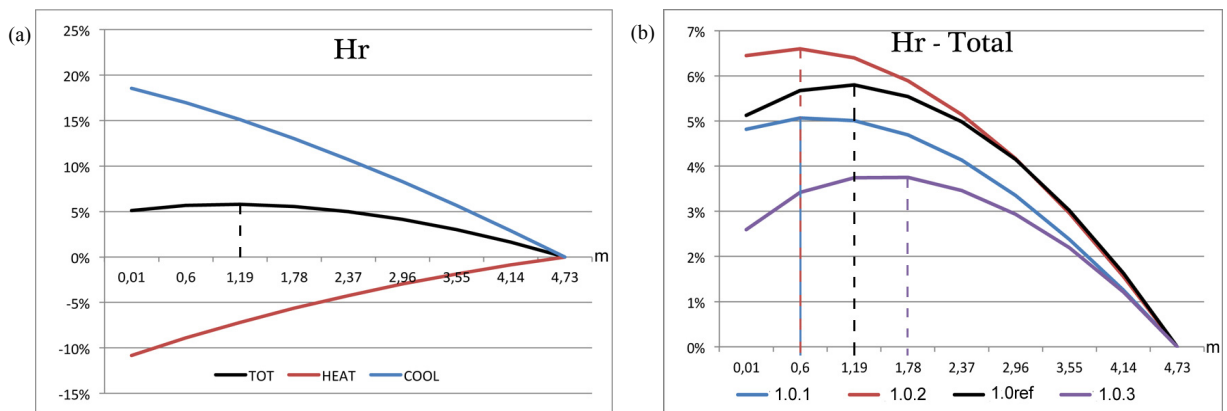 (a)
Hr
25%
20%
15%
10%
5%
0%
-5%
-10%
-15%
0,01 0,6 1,19 1,78 2,37 2,96 3,55 4,14 4,73 m
TOT HEAT COOL
(b)
Hr - Total
7%
6%
5%
4%
3%
2%
1%
0%
0,01 0,6 1,19 1,78 2,37 2,96 3,55 4,14 4,73 m
1.0.1 1.0.2 1.0ref 1.0.3